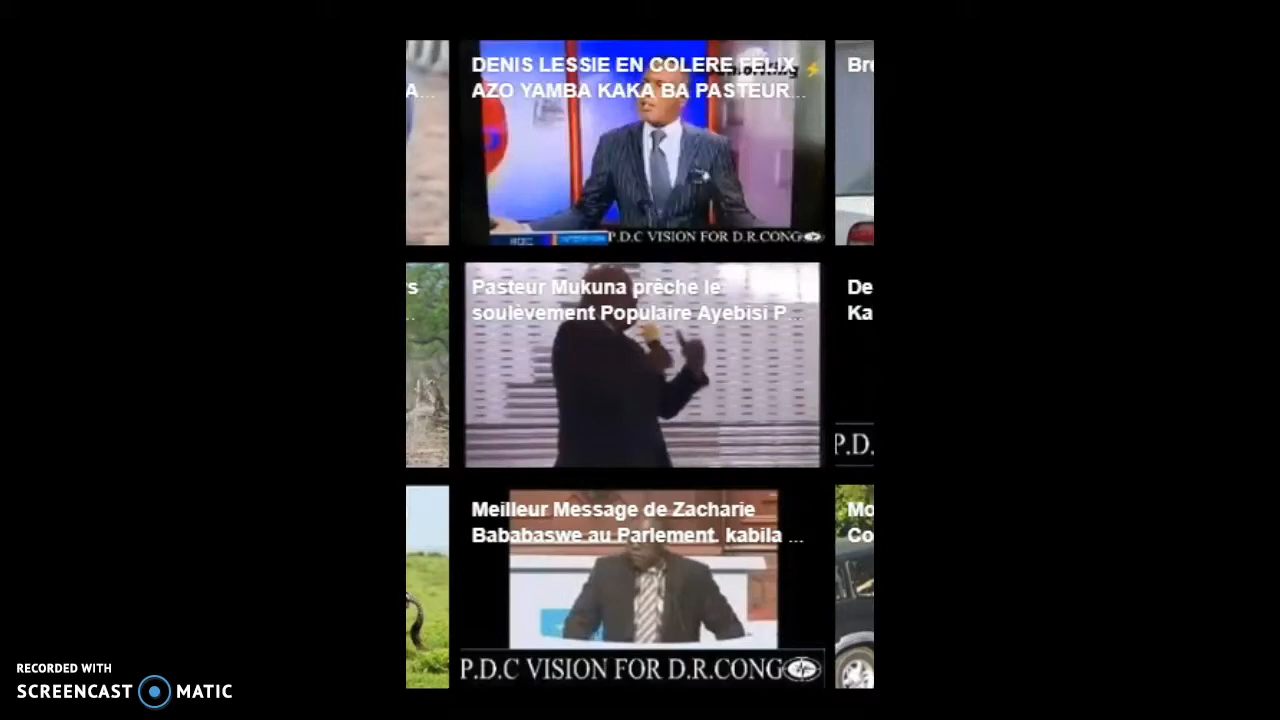 DENIS LESSIE EN COLERE FELIX
AZO YAMBA KAKA BA PASTEUR...
A...
Bre
P.D.C VISION FOR D.R.CONG
s
..
Pasteur Mukuna prêche le
soulèvement Populaire Ayebisi P...
De
Ka
P.D.
Meilleur Message de Zacharie
Bababaswe au Parlement. kabila ...
Mo
Co
P.D.C VISION FOR D.R.CONG
RECORDED WITH
SCREENCAST MATIC